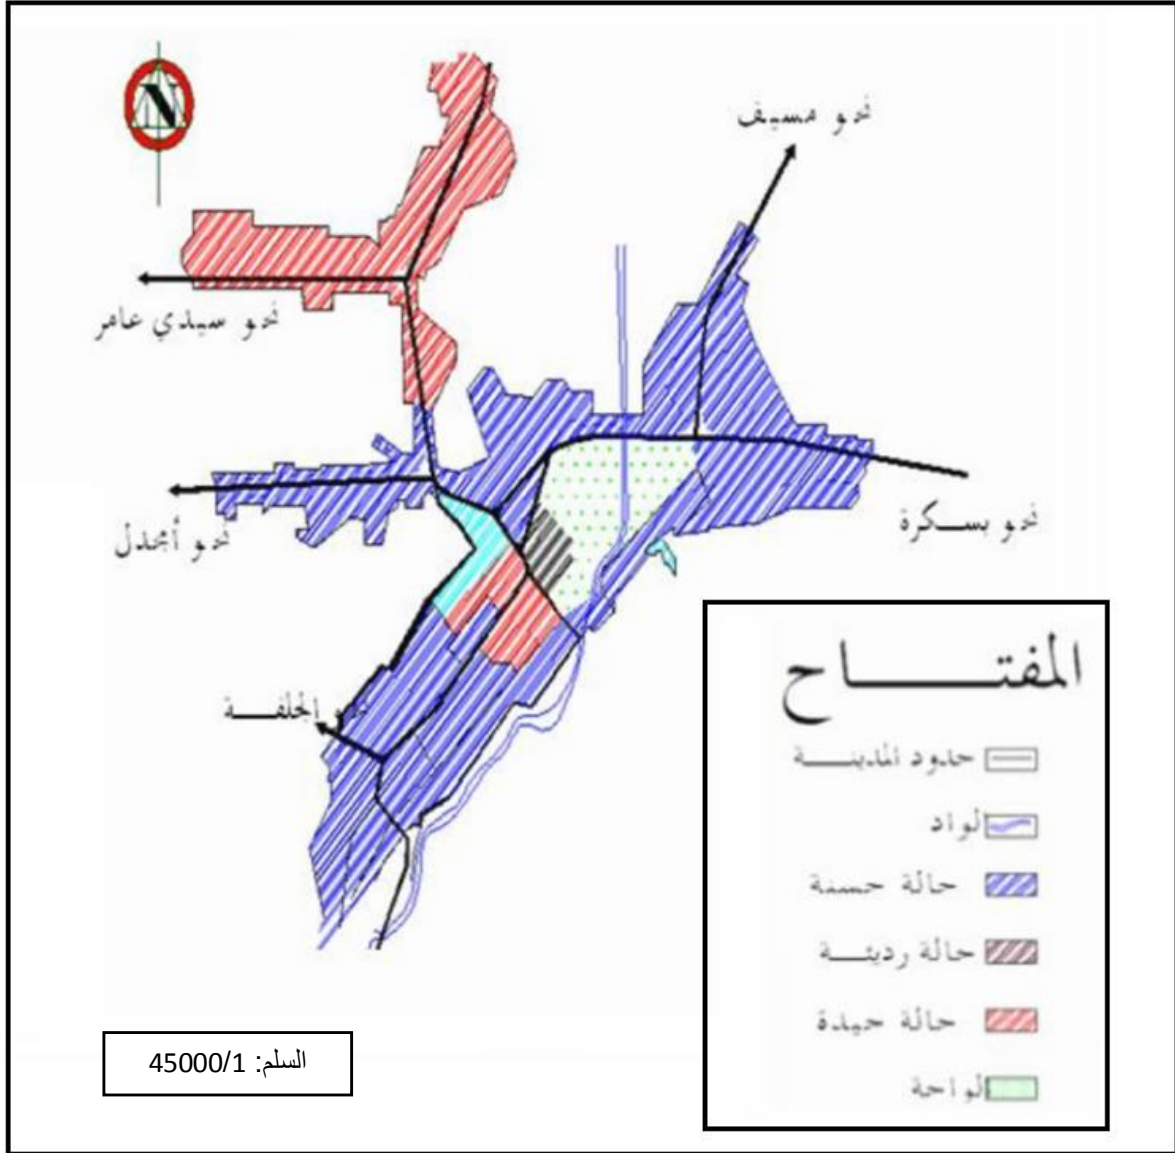 N
نحو مسيف
نحو سيدي عامر
نحو أمجدل
نحو بسكرة
نحو الجلفة
المفتاح
حدود المدينة
الواد
حالة حسنة
حالة رديئة
حالة جيدة
الواحة
السلم: 45000/1